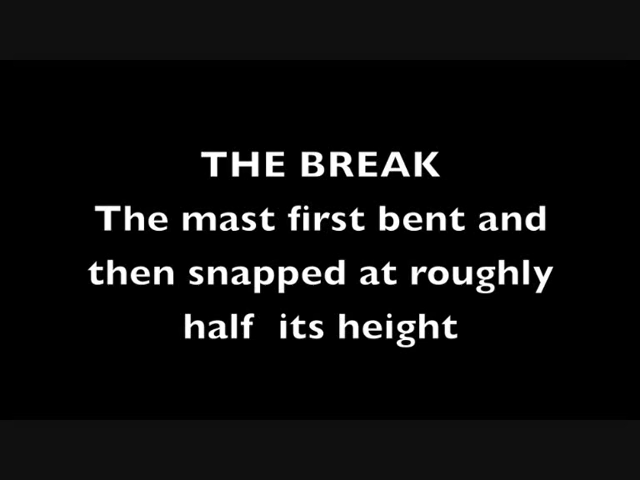 THE BREAK
The mast first bent and
then snapped at roughly
half  its height